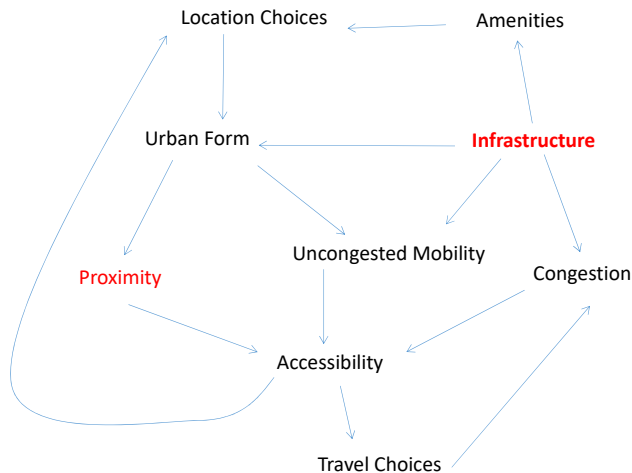 Location Choices
Amenities
Urban Form
Infrastructure
Uncongested Mobility
Proximity
Congestion
Accessibility
Travel Choices